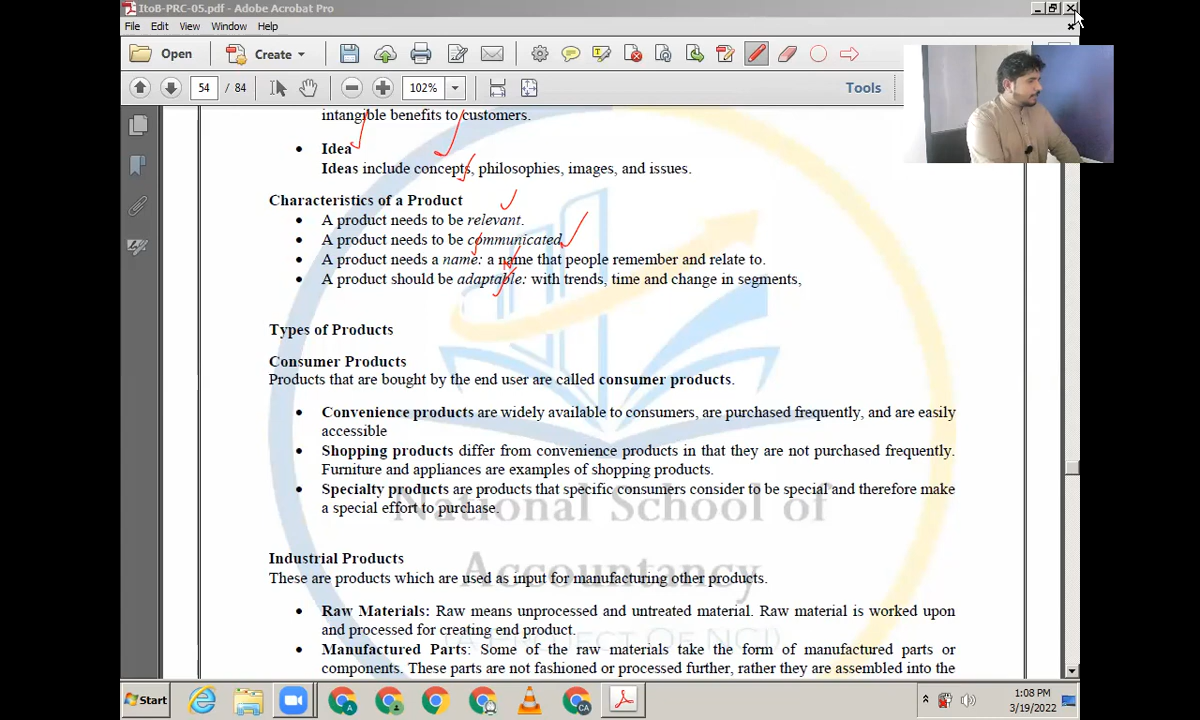 ItoB-PRC-05.pdf - Adobe Acrobat Pro
File Edit View Window Help
Open Create
54 / 84 102% Tools
intangible benefits to customers.
• Idea
Ideas include concepts, philosophies, images, and issues.
Characteristics of a Product
• A product needs to be relevant.
• A product needs to be communicated.
• A product needs a name: a name that people remember and relate to.
• A product should be adaptable: with trends, time and change in segments,
Types of Products
Consumer Products
Products that are bought by the end user are called consumer products.
• Convenience products are widely available to consumers, are purchased frequently, and are easily
accessible
• Shopping products differ from convenience products in that they are not purchased frequently.
Furniture and appliances are examples of shopping products.
• Specialty products are products that specific consumers consider to be special and therefore make
a special effort to purchase.
National School of
Industrial Products
Accountancy
These are products which are used as input for manufacturing other products.
• Raw Materials: Raw means unprocessed and untreated material. Raw material is worked upon
and processed for creating end product.
(A PROJECT OF NCI)
• Manufactured Parts: Some of the raw materials take the form of manufactured parts or
components. These parts are not fashioned or processed further, rather they are assembled into the
Start
1:08 PM
3/19/2022